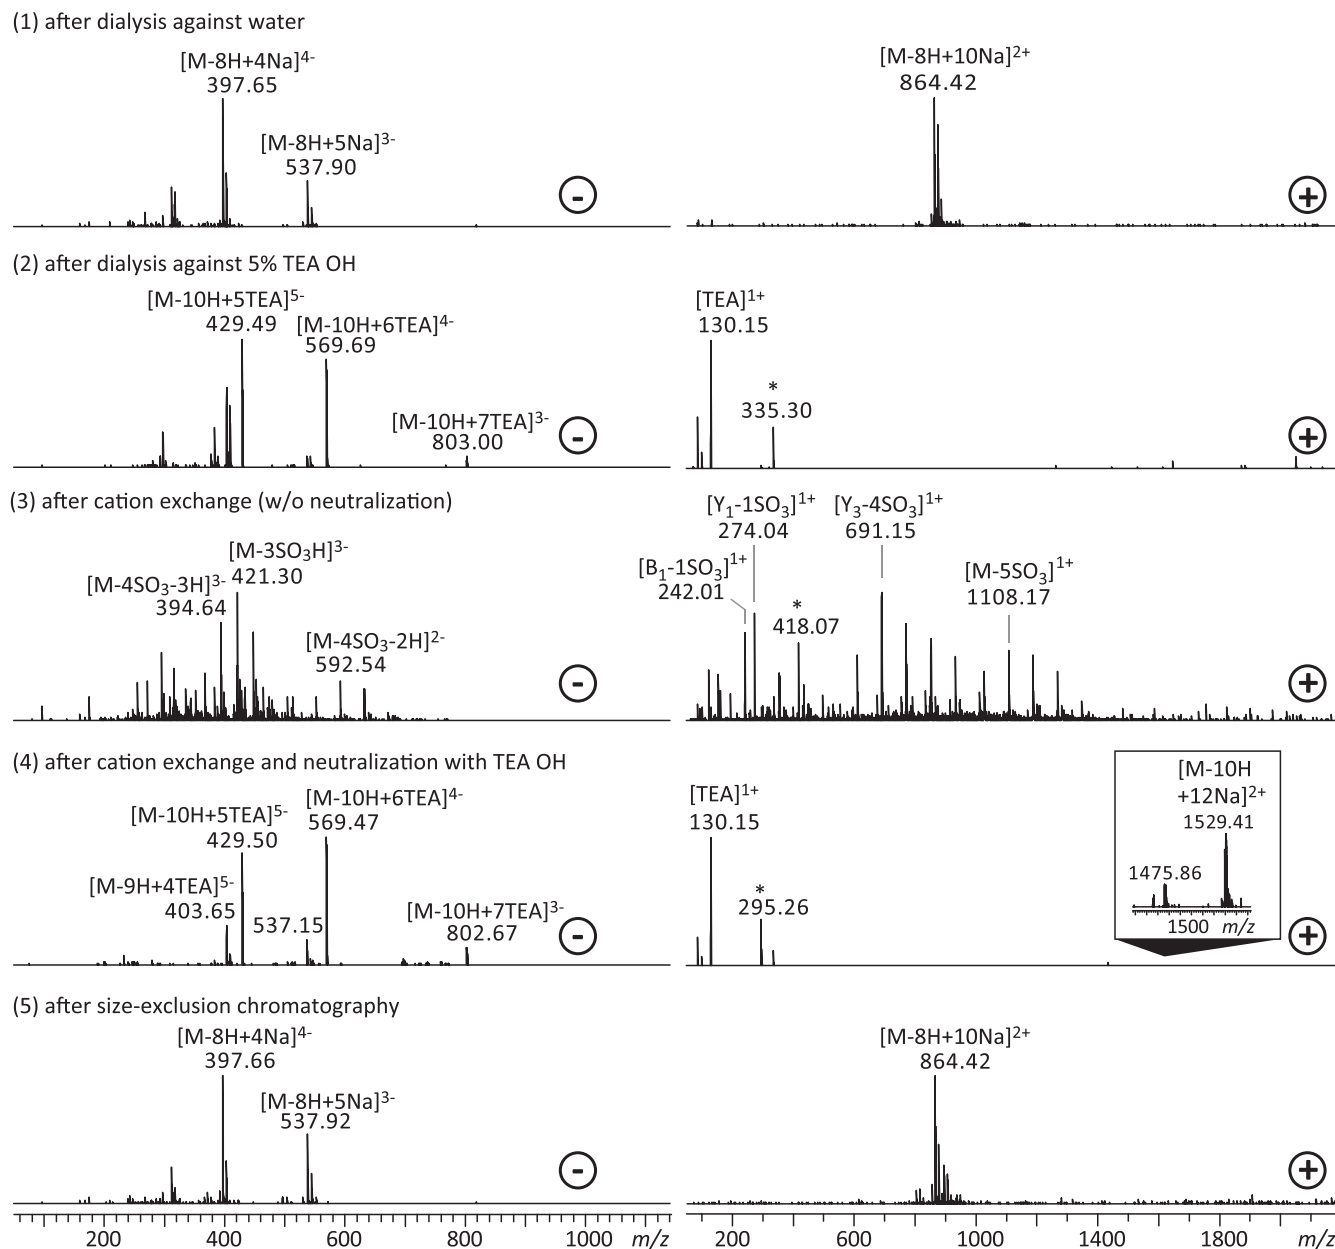 (1) after dialysis against water
[M-8H+4Na]4-
397.65
[M-8H+5Na]3-
537.90
-
[M-8H+10Na]2+
864.42
+
(2) after dialysis against 5% TEA OH
[M-10H+5TEA]5-
429.49
[M-10H+6TEA]4-
569.69
[M-10H+7TEA]3-
803.00
-
[TEA]1+
130.15
*
335.30
+
(3) after cation exchange (w/o neutralization)
[M-3SO3H]3-
421.30
[M-4SO3-3H]3-
394.64
[M-4SO3-2H]2-
592.54
-
[Y1-1SO3]1+
274.04
[Y3-4SO3]1+
691.15
[B1-1SO3]1+
242.01
*
418.07
[M-5SO3]1+
1108.17
+
(4) after cation exchange and neutralization with TEA OH
[M-10H+5TEA]5-
429.50
[M-10H+6TEA]4-
569.47
[M-9H+4TEA]5-
403.65
537.15
[M-10H+7TEA]3-
802.67
-
[TEA]1+
130.15
*
295.26
[M-10H
+12Na]2+
1529.41
1475.86
1500 m/z
+
(5) after size-exclusion chromatography
[M-8H+4Na]4-
397.66
[M-8H+5Na]3-
537.92
-
[M-8H+10Na]2+
864.42
+
200 400 600 800 1000 m/z
200 600 1000 1400 1800 m/z